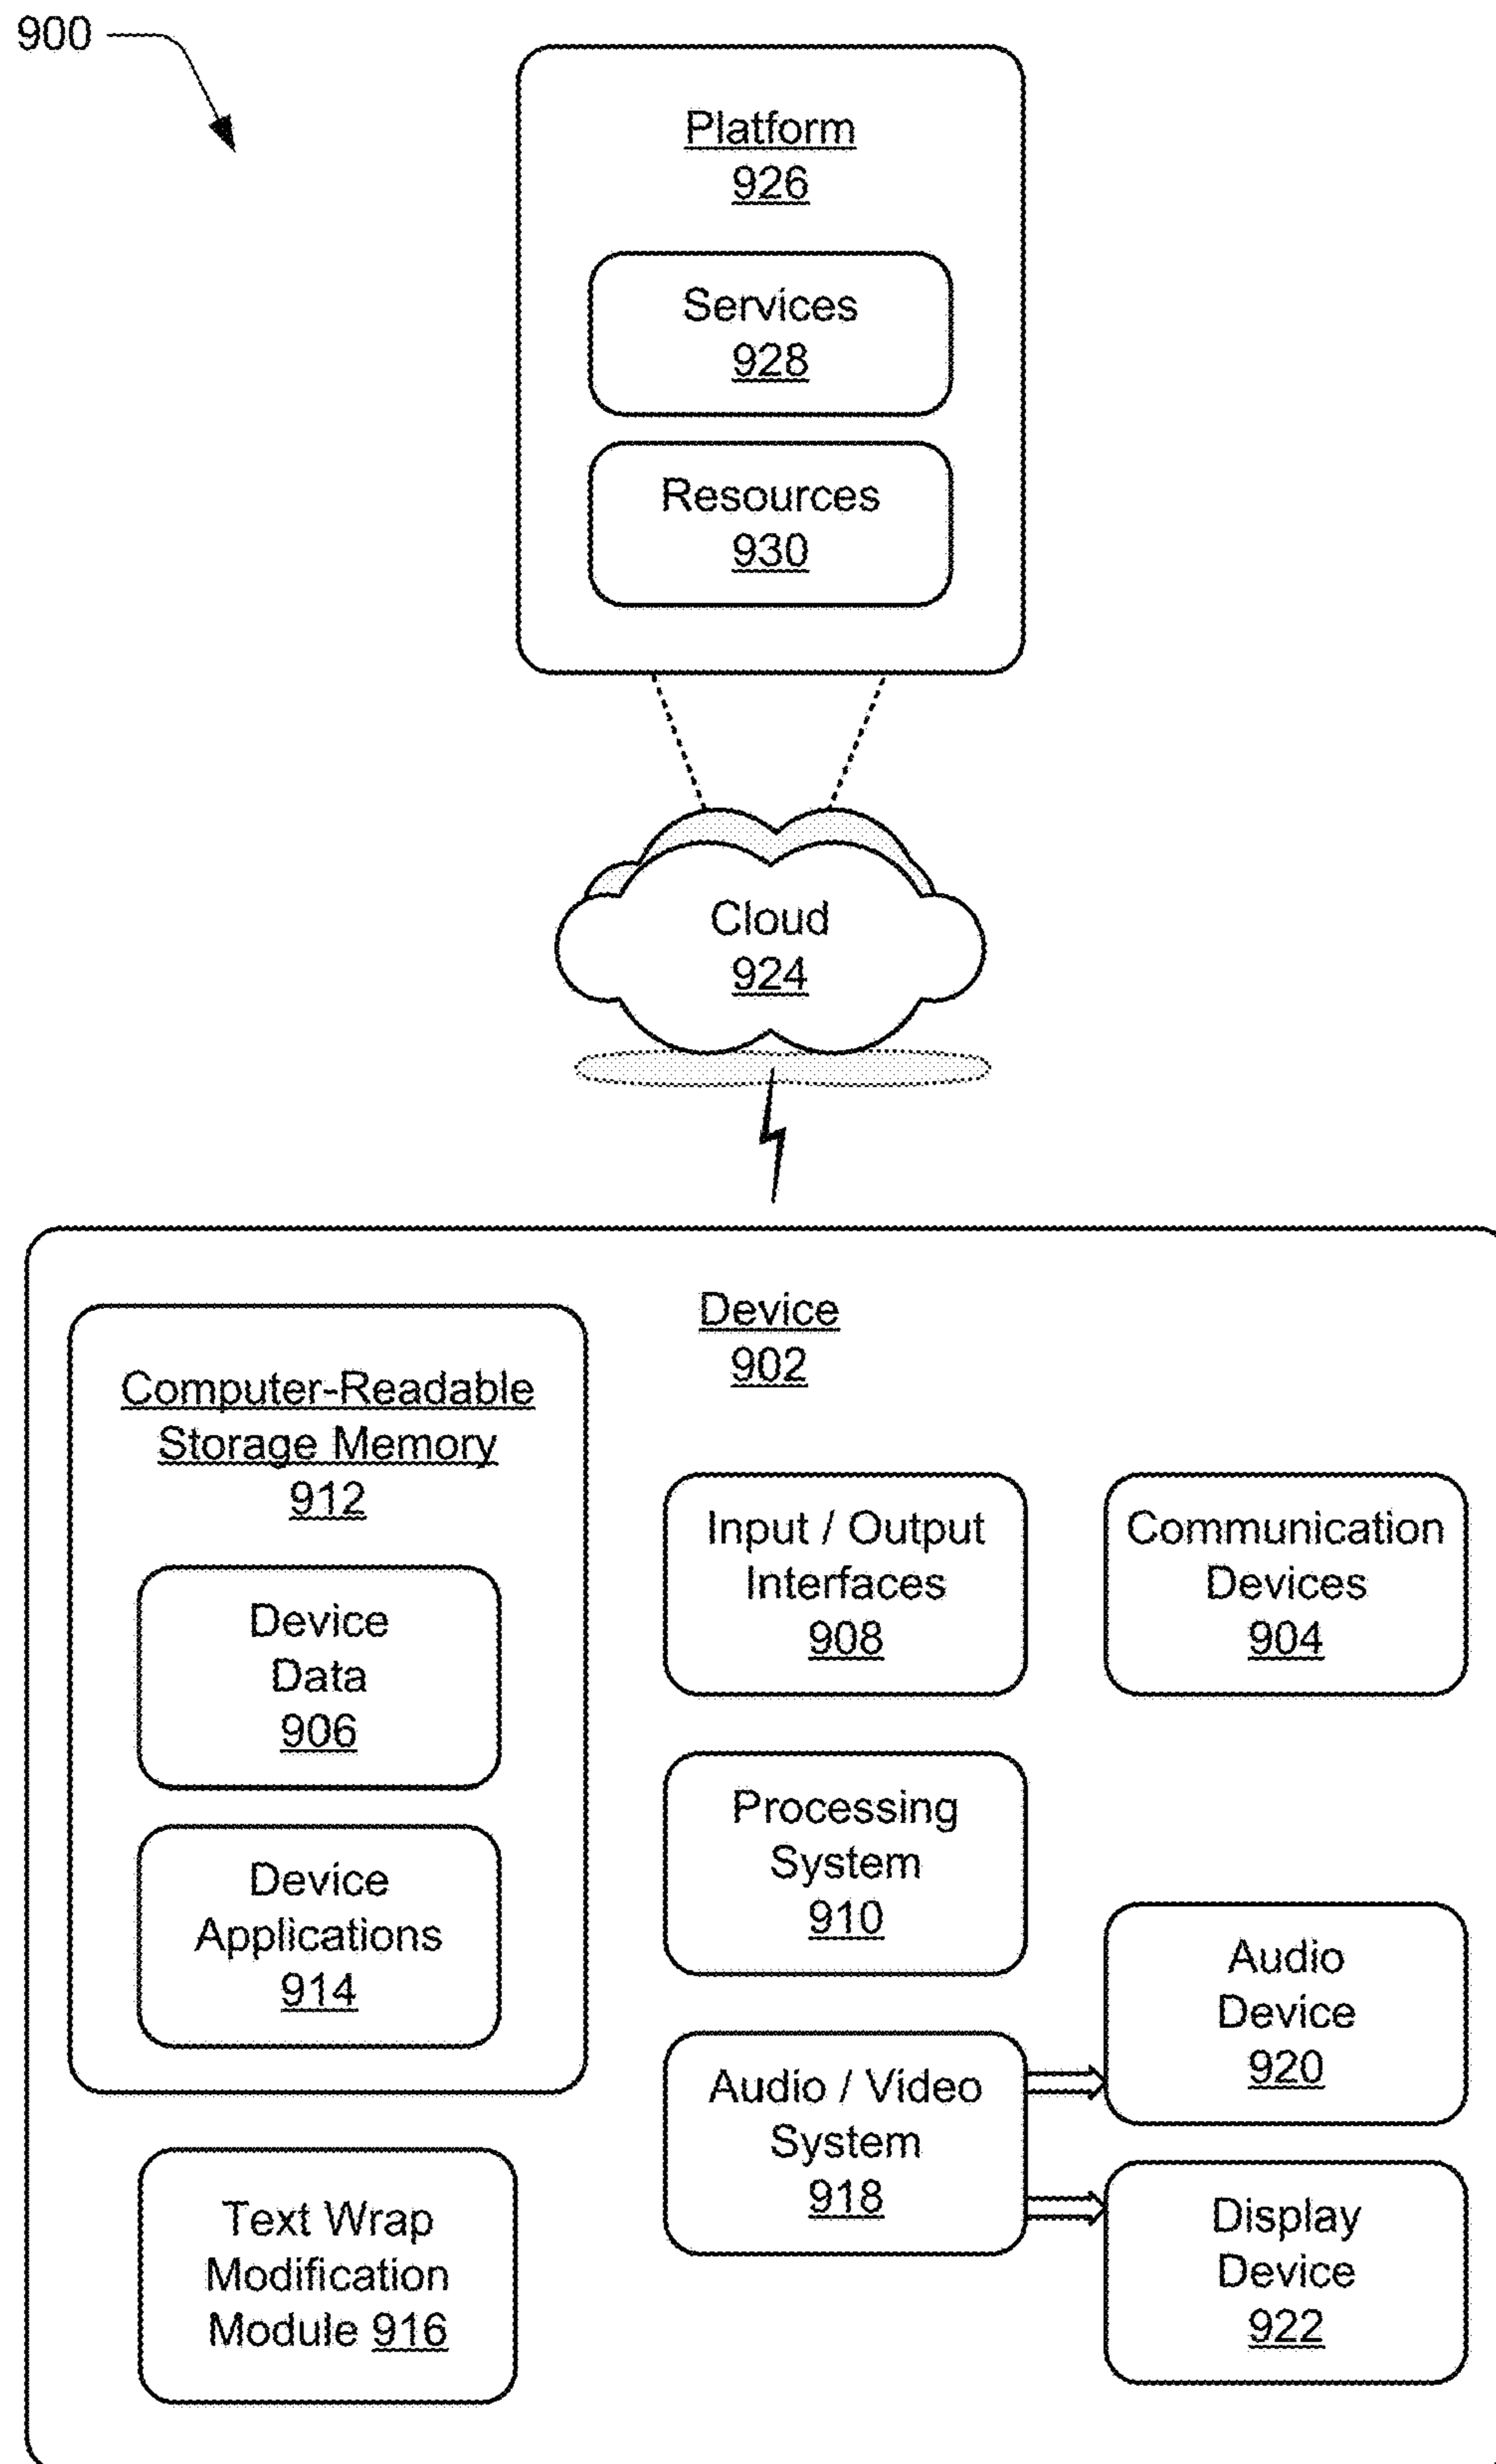 900
Platform
926
Services
928
Resources
930
Cloud
924
Device
902
Computer-Readable
Storage Memory
912
Device
Data
906
Device
Applications
914
Text Wrap
Modification
Module 916
Input / Output
Interfaces
908
Processing
System
910
Audio / Video
System
918
Communication
Devices
904
Audio
Device
920
Display
Device
922